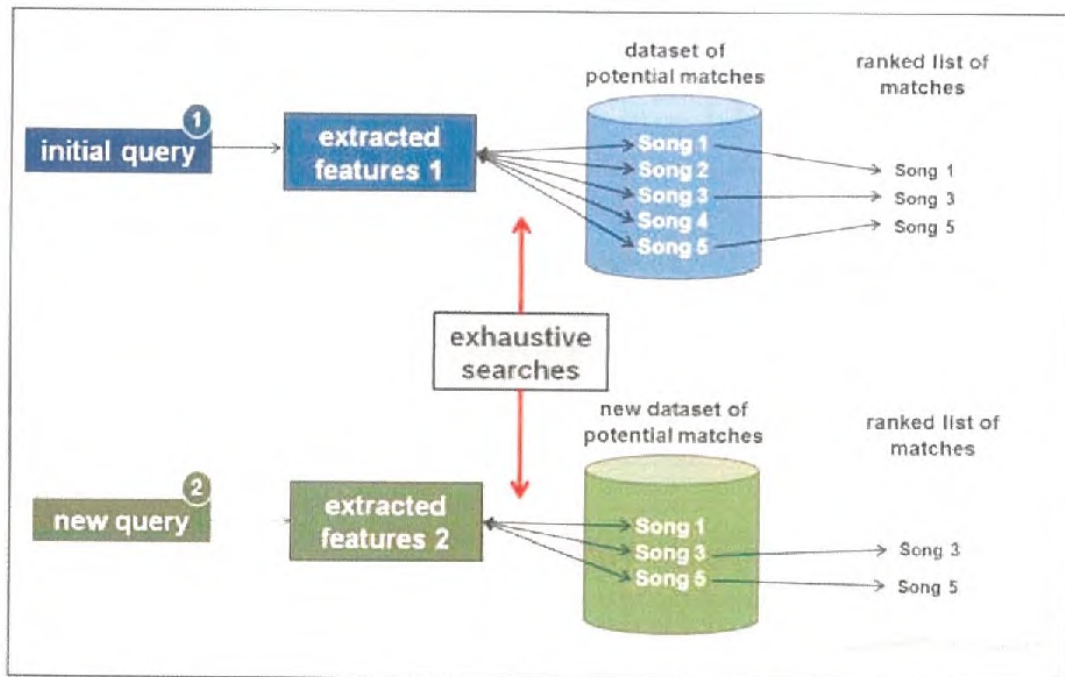 dataset of
potential matches
ranked list of
matches
1
initial query
extracted
features 1
Song 1
Song 2
Song 3
Song 4
Song 5
Song 1
Song 3
Song 5
exhaustive
searches
new dataset of
potential matches
ranked list of
matches
2
new query
extracted
features 2
Song 1
Song 3
Song 5
Song 3
Song 5